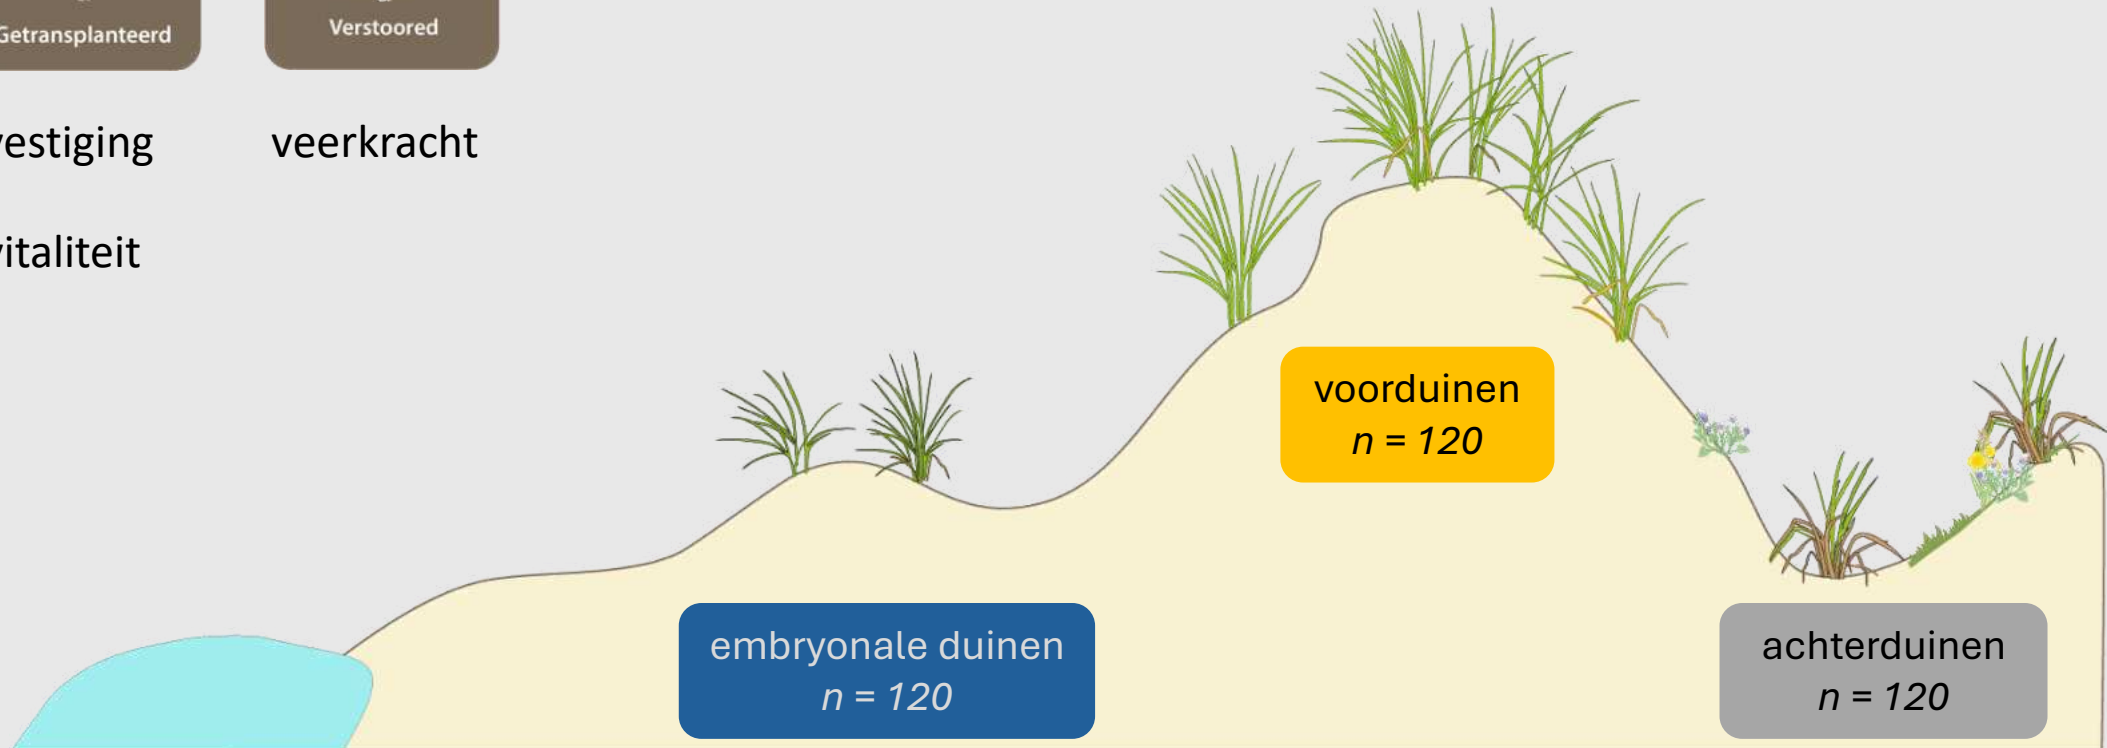 Getransplanteerd
Verstoored
vestiging
veerkracht
vitaliteit
voorduinen
n = 120
embryonale duinen
n = 120
achterduinen
n = 120